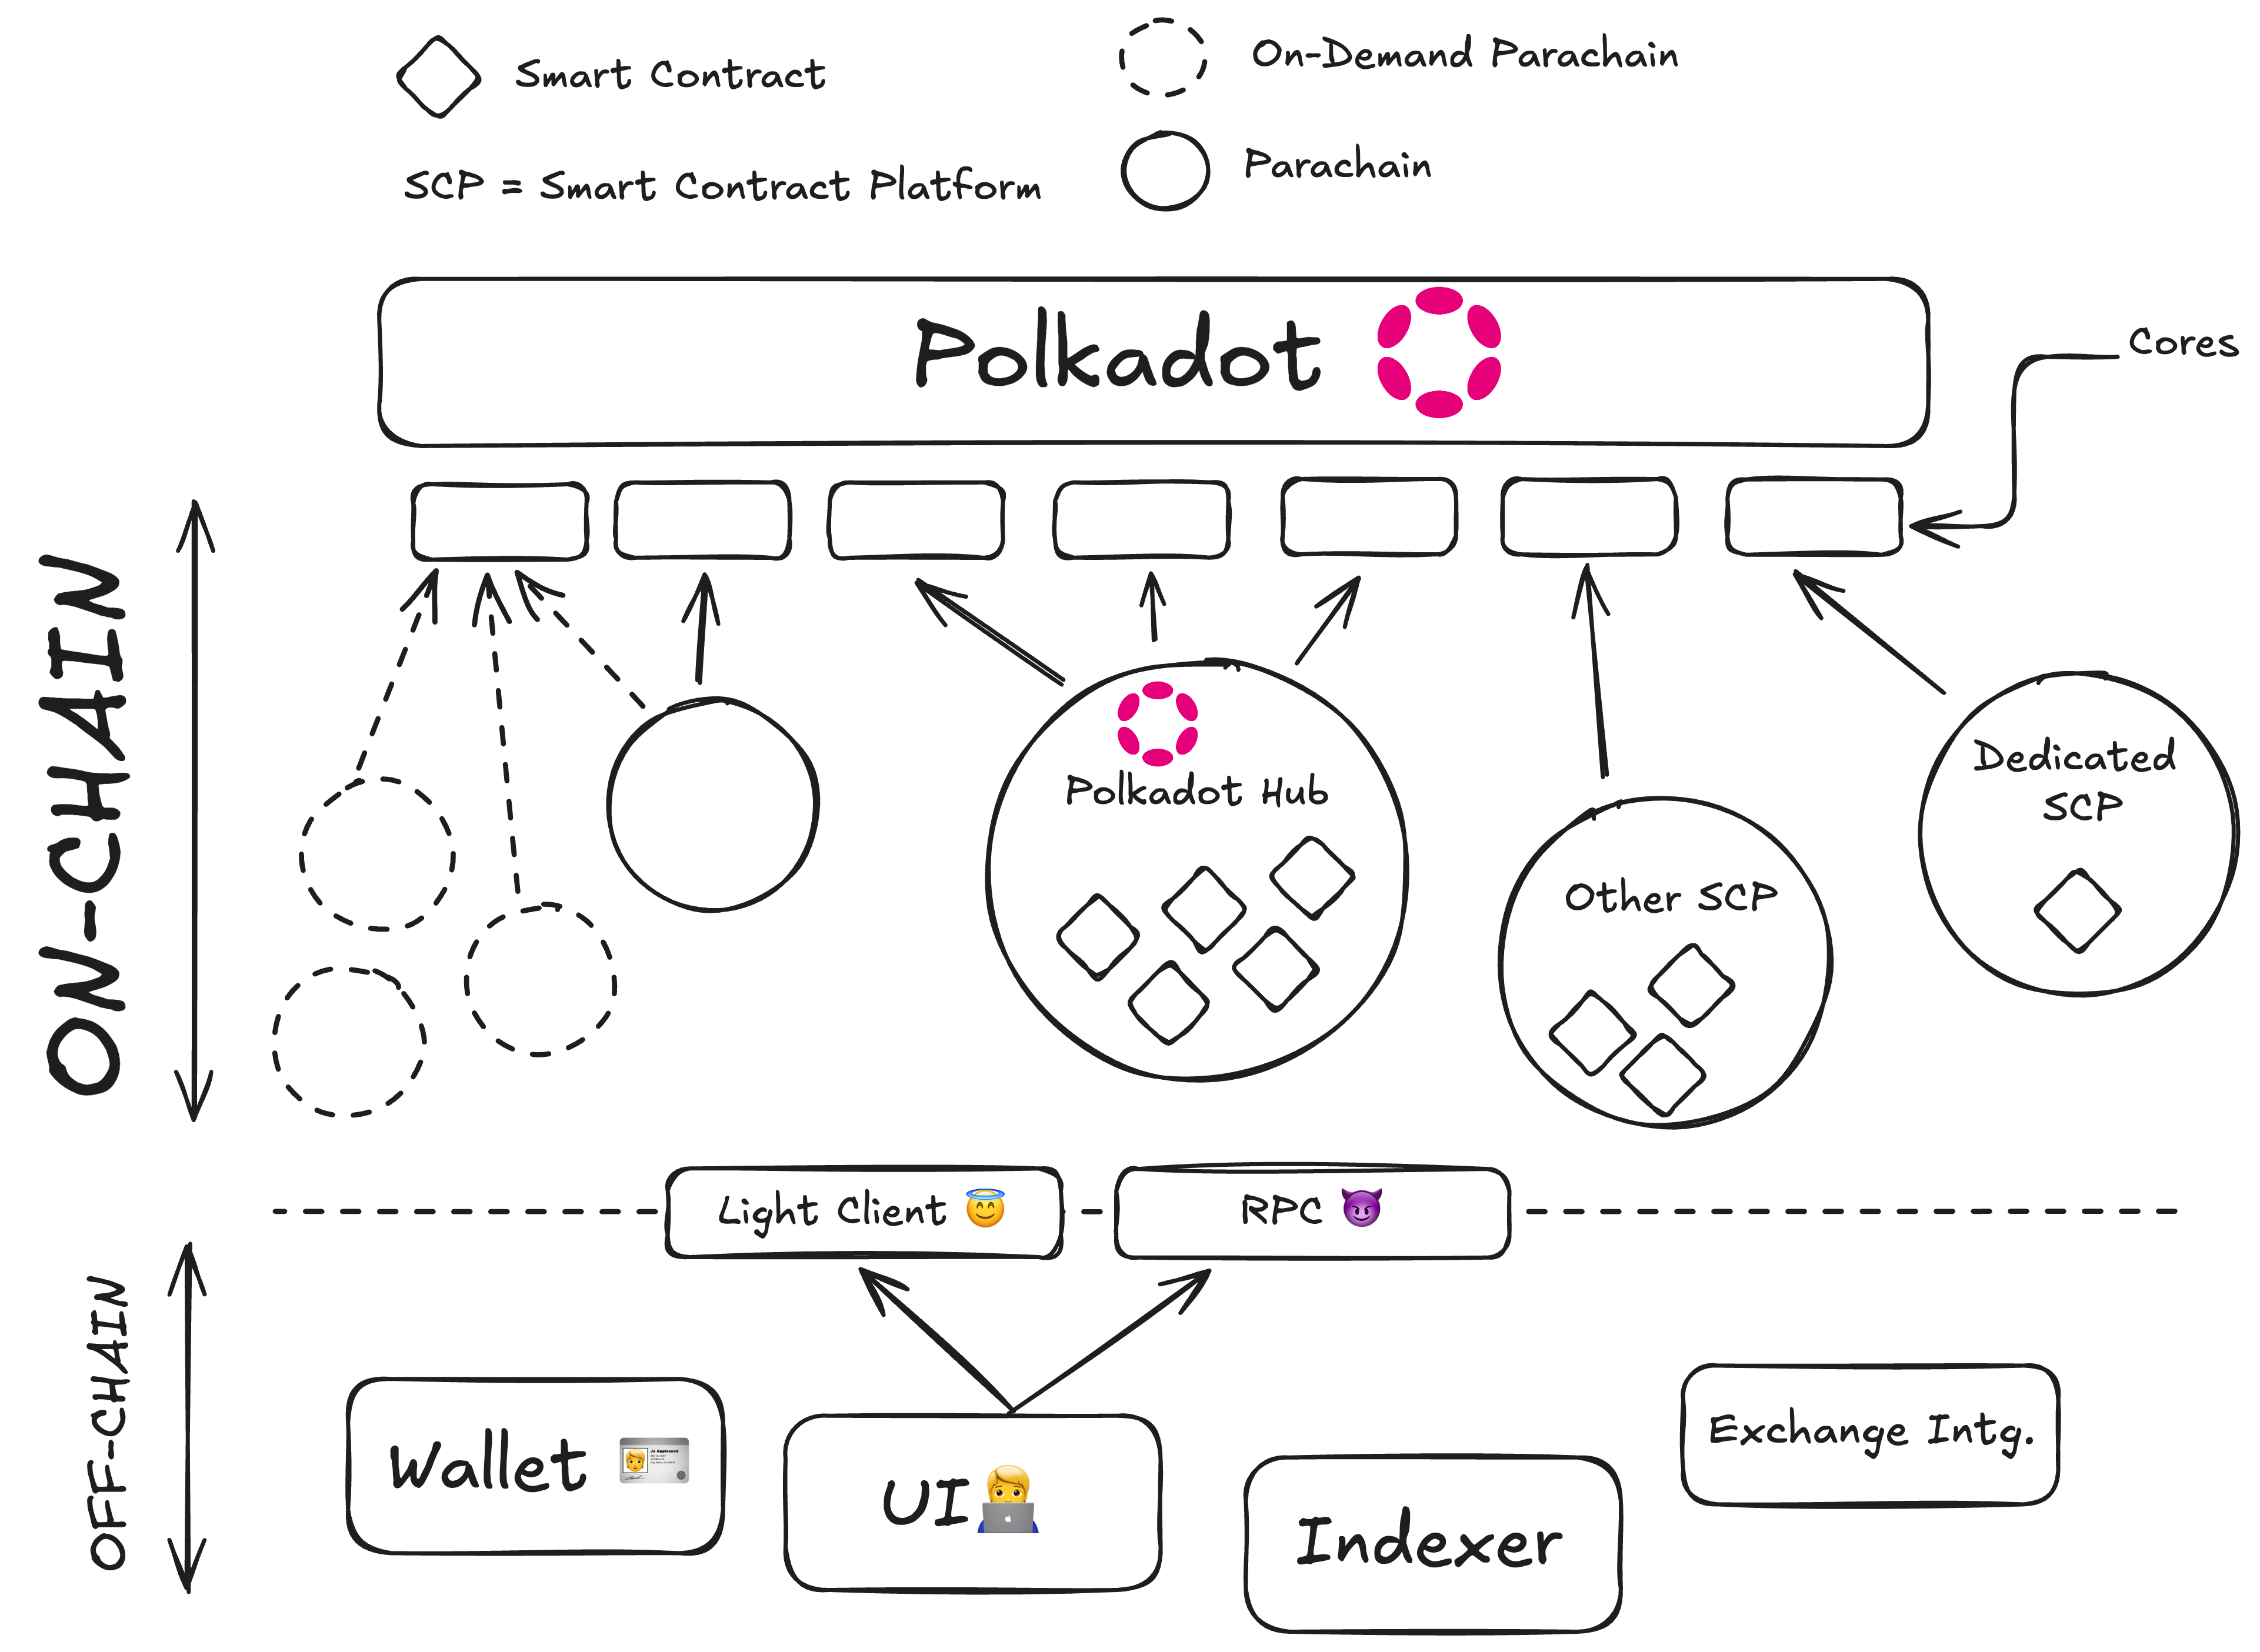 Smart Contract
On-Demand Parachain
SCP = Smart Contract Platform
Parachain
Polkadot
Cores
ON-CHAIN
Polkadot Hub
Dedicated
SCP
Other SCP
Light Client
RPC
OFF-CHAIN
Wallet
UI
Indexer
Exchange Intg.